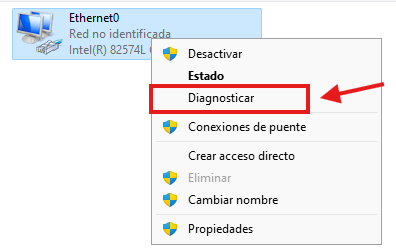 Ethernet0
Red no identificada
Intel(R) 82574L
Desactivar
Estado
Diagnosticar
Conexiones de puente
Crear acceso directo
Eliminar
Cambiar nombre
Propiedades